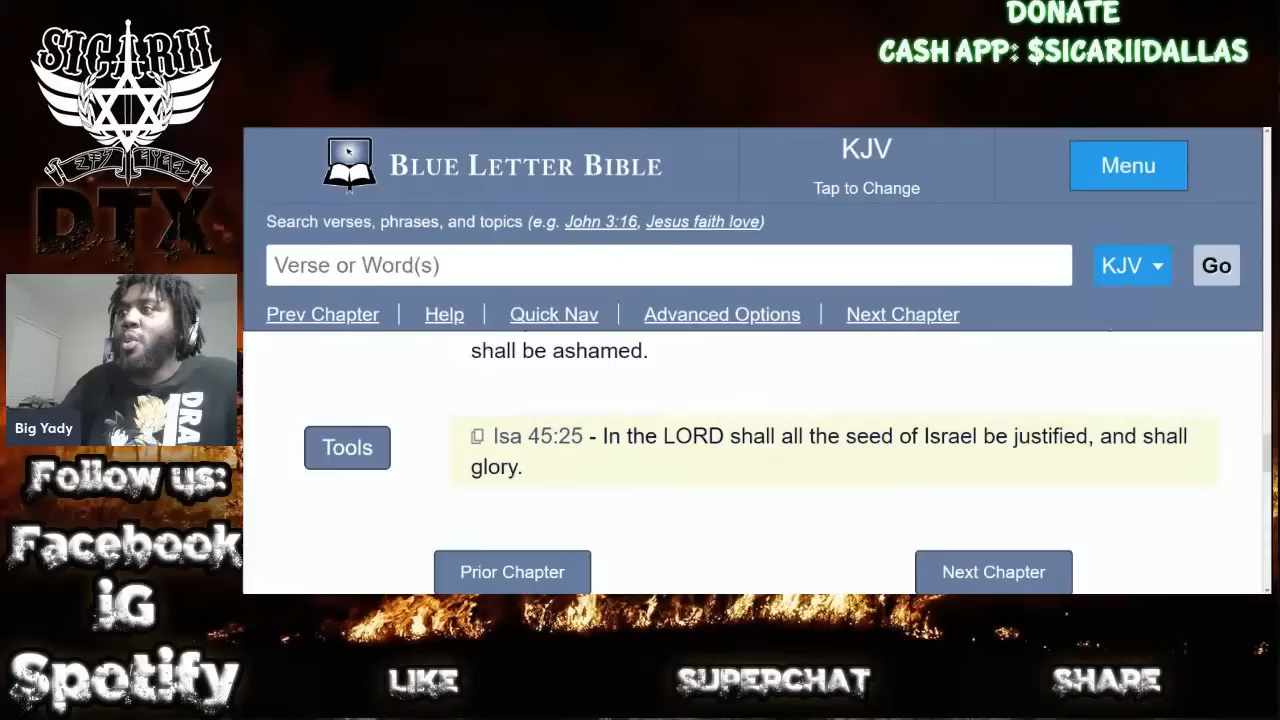 SICARII
DTX
DONATE
CASH APP: $SICARIIDALLAS
BLUE LETTER BIBLE
KJV
Tap to Change
Menu
Search verses, phrases, and topics (e.g. John 3:16, Jesus faith love)
Verse or Word(s)
KJV
Go
Prev Chapter
Help
Quick Nav
Advanced Options
Next Chapter
shall be ashamed.
Tools
Isa 45:25 - In the LORD shall all the seed of Israel be justified, and shall
glory.
Prior Chapter
Next Chapter
DRA
Big Yady
Follow us:
Facebook
iG
Spotify
LIKE
SUPERCHAT
SHARE